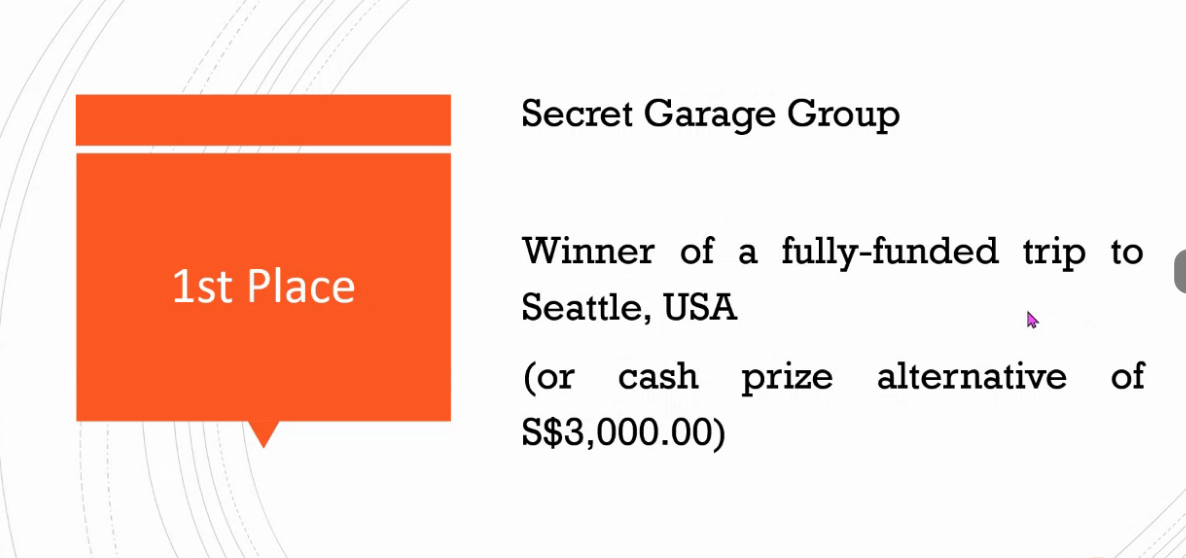 1st Place
Secret Garage Group
Winner of a fully-funded trip to
Seattle, USA
(or cash prize alternative of
S$3,000.00)